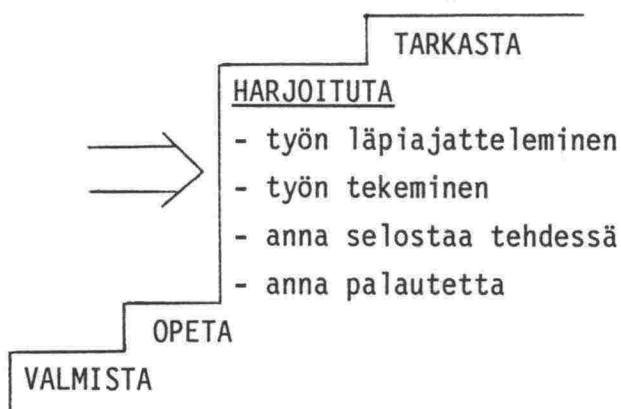 TARKASTA
HARJOITUTA
- työn läpiajatteleminen
- työn tekeminen
- anna selostaa tehdessä
- anna palautetta
OPETA
VALMISTA